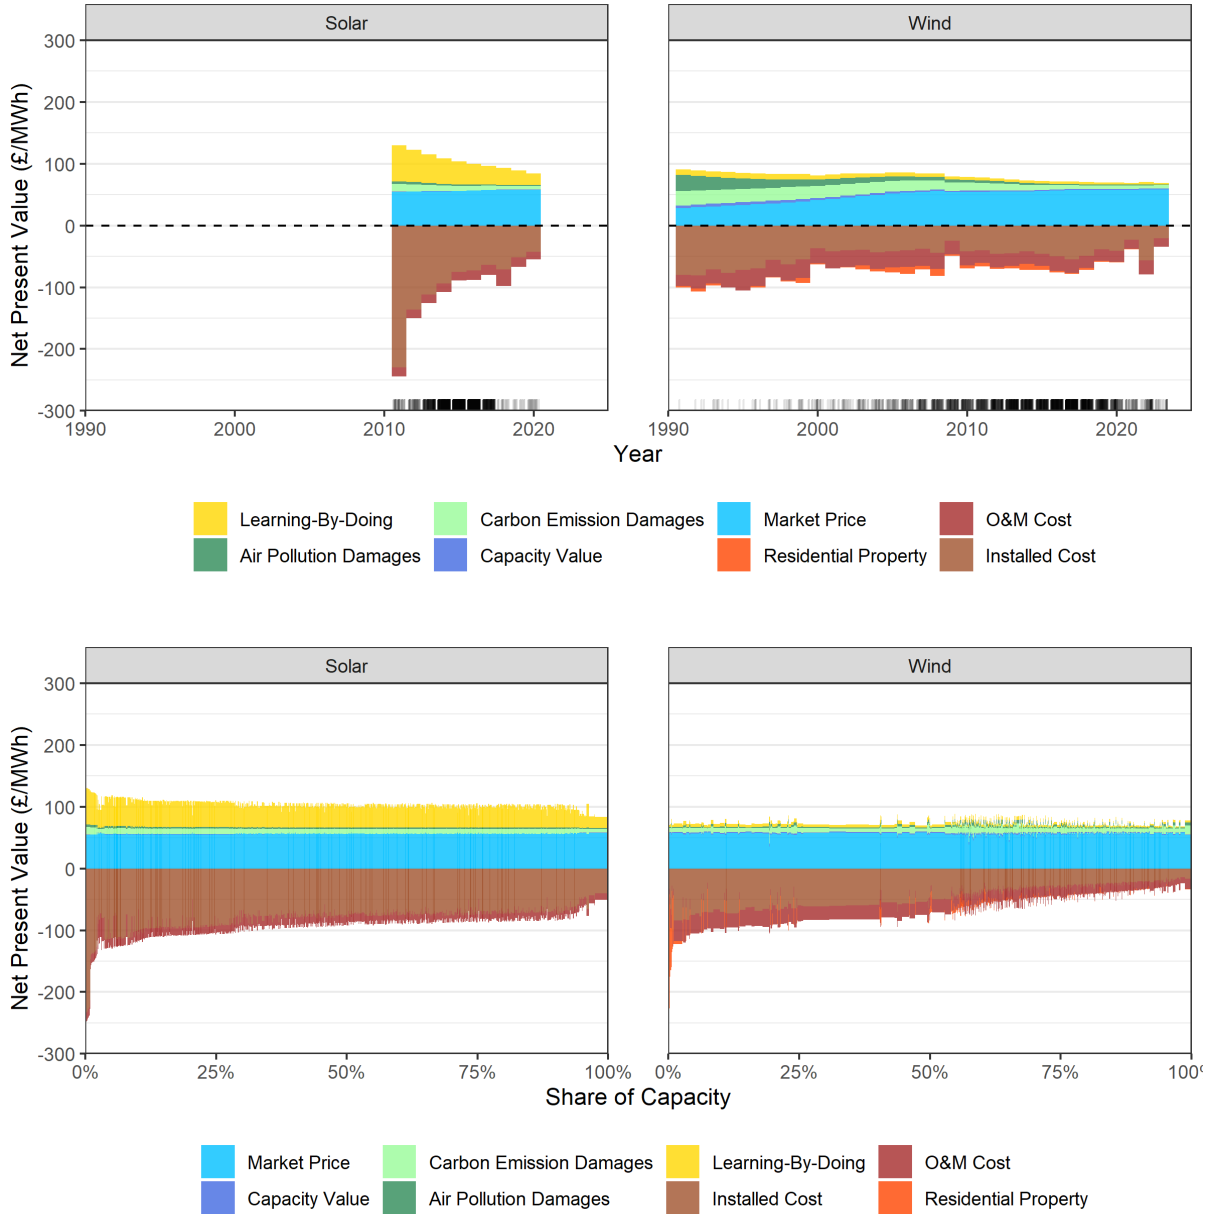 Solar Wind
300
200
100
0
-100
-200
-300
Net Present Value (£/MWh)
1990 2000 2010 2020 1990 2000 2010 2020
Year
Learning-By-Doing Carbon Emission Damages Market Price O&M Cost
Air Pollution Damages Capacity Value Residential Property Installed Cost
Solar Wind
300
200
100
0
-100
-200
-300
Net Present Value (£/MWh)
0% 25% 50% 75% 100% 0% 25% 50% 75% 100%
Share of Capacity
Market Price Carbon Emission Damages Learning-By-Doing O&M Cost
Capacity Value Air Pollution Damages Installed Cost Residential Property